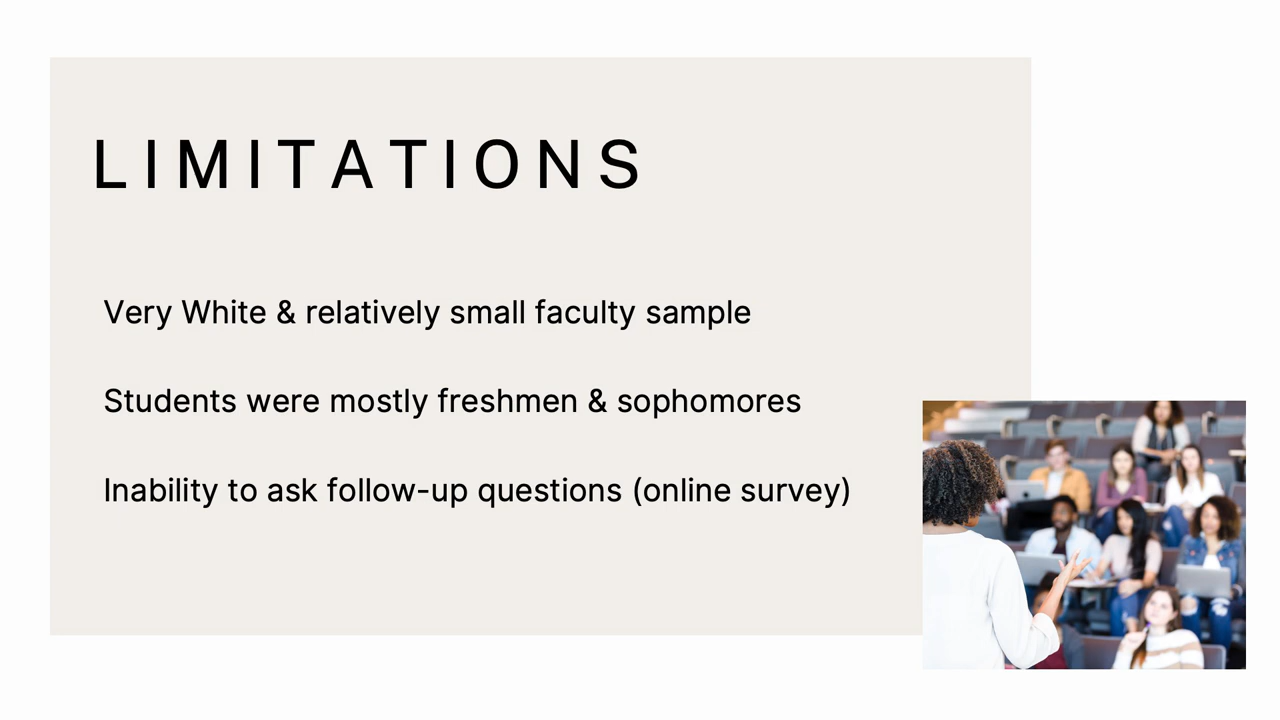 LIMITATIONS
Very White & relatively small faculty sample
Students were mostly freshmen & sophomores
Inability to ask follow-up questions (online survey)